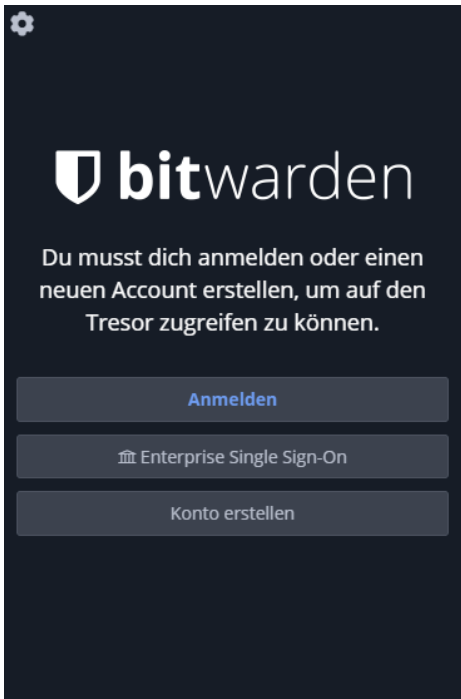 bitwarden
Du musst dich anmelden oder einen
neuen Account erstellen, um auf den
Tresor zugreifen zu können.
Anmelden
Enterprise Single Sign-On
Konto erstellen